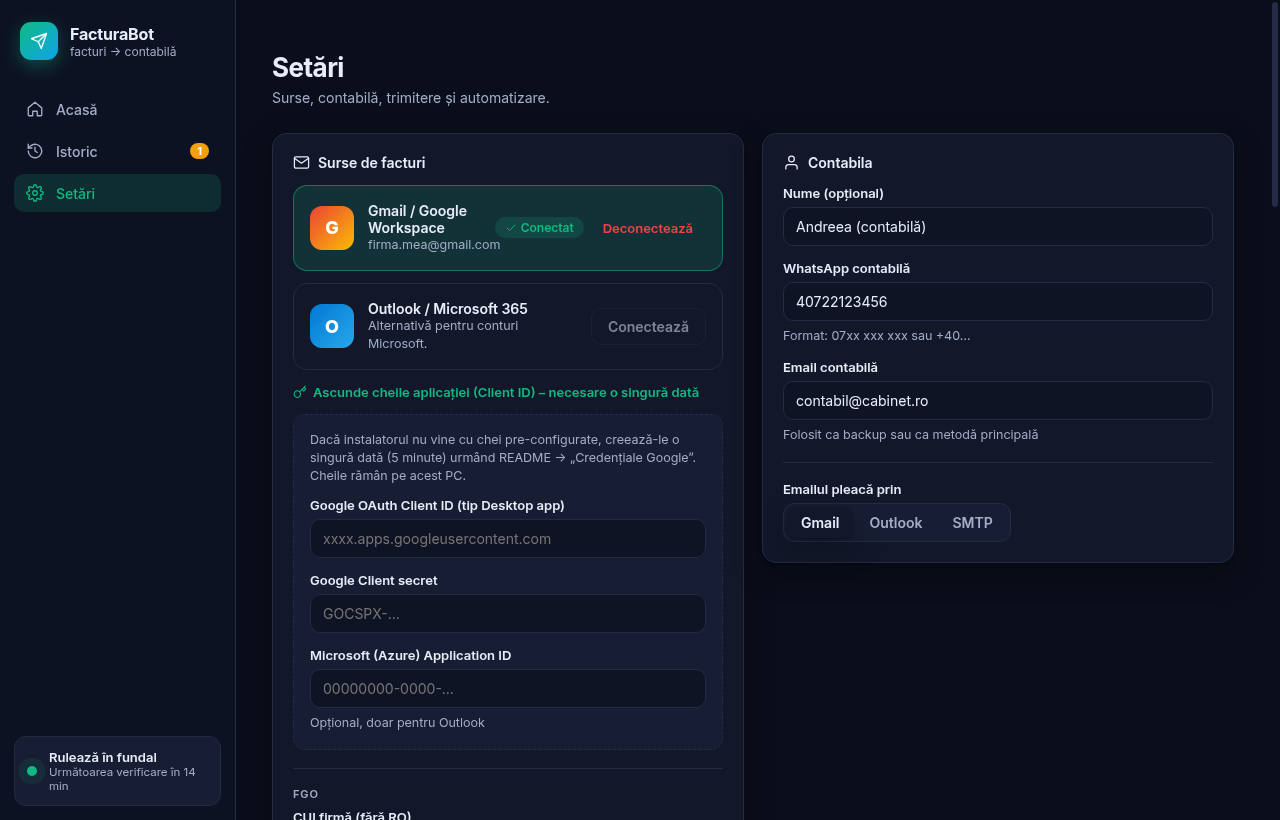 FacturaBot
facturi → contabilă
Acasă
Istoric
1
Setări
Rulează în fundal
Următoarea verificare în 14
min
Setări
Surse, contabilă, trimitere și automatizare.
Surse de facturi
G
Gmail / Google
Workspace
firma.mea@gmail.com
Conectat
Deconectează
O
Outlook / Microsoft 365
Alternativă pentru conturi
Microsoft.
Conectează
Ascunde cheile aplicației (Client ID) – necesare o singură dată
Dacă instalatorul nu vine cu chei pre-configurate, creează-le o
singură dată (5 minute) urmând README → „Credențiale Google”.
Cheile rămân pe acest PC.
Google OAuth Client ID (tip Desktop app)
xxxx.apps.googleusercontent.com
Google Client secret
GOCSPX-...
Microsoft (Azure) Application ID
00000000-0000-...
Opțional, doar pentru Outlook
FGO
CUI firmă (fără RO)
Contabila
Nume (opțional)
Andreea (contabilă)
WhatsApp contabilă
40722123456
Format: 07xx xxx xxx sau +40...
Email contabilă
contabil@cabinet.ro
Folosit ca backup sau ca metodă principală
Emailul pleacă prin
Gmail
Outlook
SMTP